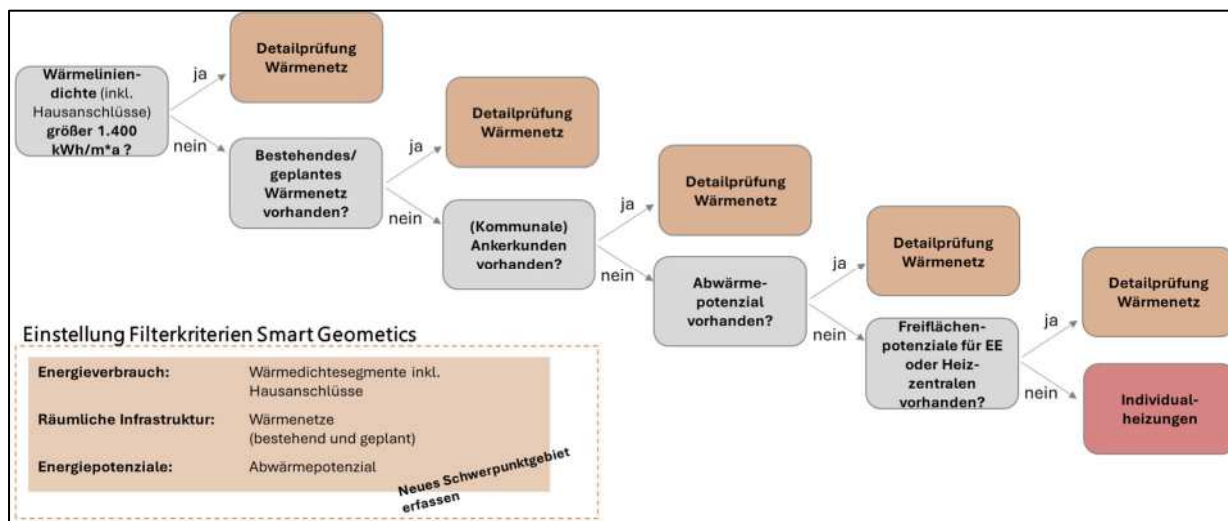 Wärmelinien-
dichte (inkl.
Hausanschlüsse)
größer 1.400
kWh/m*a ?
ja
nein
Detailprüfung
Wärmenetz
Bestehendes/
geplantes
Wärmenetz
vorhanden?
ja
nein
Detailprüfung
Wärmenetz
(Kommunale)
Ankerkunden
vorhanden?
ja
nein
Detailprüfung
Wärmenetz
Abwärme-
potenzial
vorhanden?
ja
nein
Detailprüfung
Wärmenetz
Freiflächen-
potenziale für EE
oder Heiz-
zentralen
vorhanden?
ja
nein
Detailprüfung
Wärmenetz
Individual-
heizungen
Einstellung Filterkriterien Smart Geometics
Energieverbrauch: Wärmedichtesegmente inkl.
Hausanschlüsse
Räumliche Infrastruktur: Wärmenetze
(bestehend und geplant)
Energiepotenziale: Abwärmepotenzial
Neues Schwerpunktgebiet
erfassen